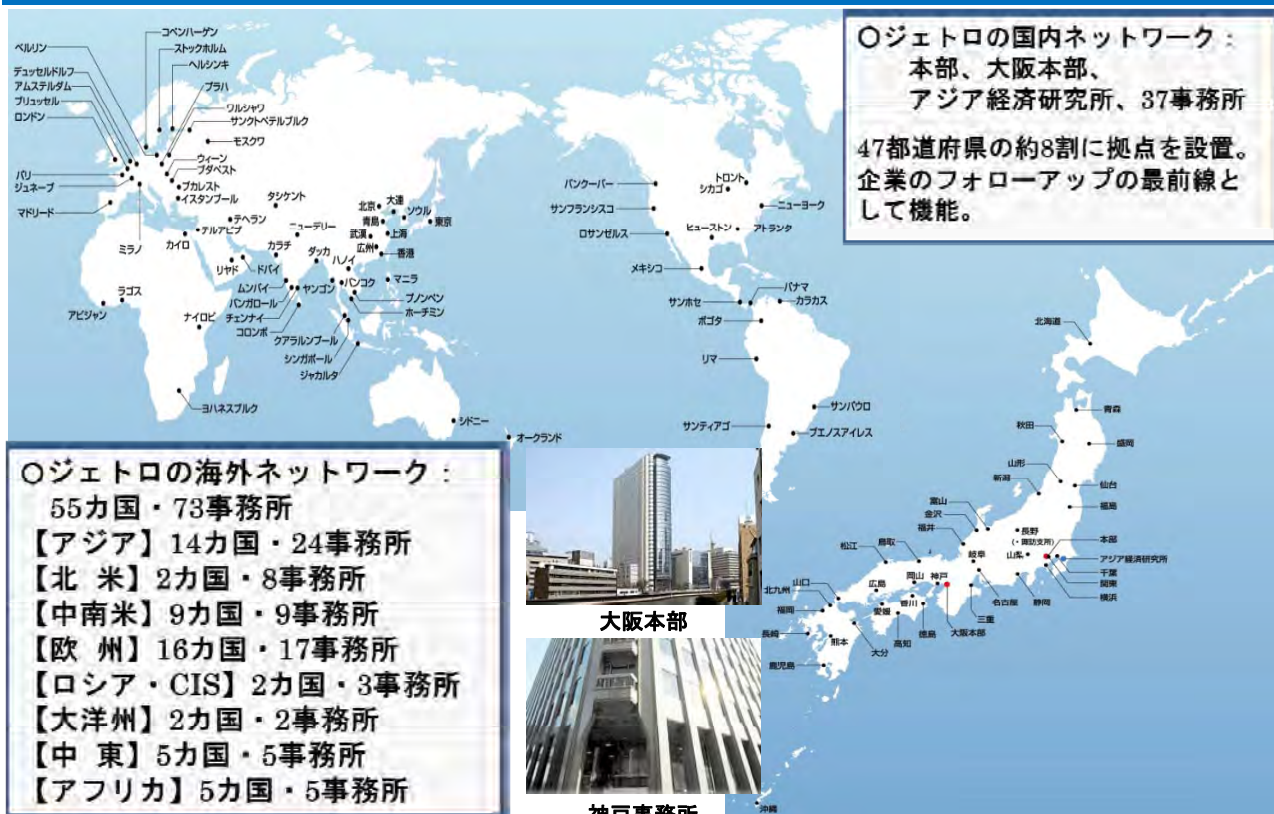 コペンハーゲン
ベルリン
ストックホルム
ヘルシンキ
デュッセルドルフ
アムステルダム
プラハ
ブリュッセル
ワルシャワ
ロンドン
サンクトペテルブルク
モスクワ
ウィーン
ブダペスト
パリ
ジュネーブ
ブカレスト
イスタンブール
マドリード
タシケント
テヘラン
テルアビブ
ミラノ
カイロ
ニューデリー
カラチ
ダッカ
リヤド
ドバイ
ムンバイ
バンガロール
チェンナイ
コロンボ
ヤンゴン
ラゴス
アビジャン
ナイロビ
ヨハネスブルク
北京
大連
ソウル
東京
青島
武漢
上海
広州
香港
ハノイ
バンコク
マニラ
プノンペン
ホーチミン
クアラルンプール
シンガポール
ジャカルタ
シドニー
オークランド
バンクーバー
トロント
シカゴ
サンフランシスコ
ニューヨーク
ロサンゼルス
ヒューストン
アトランタ
メキシコ
パナマ
サンホセ
カラカス
ボゴタ
リマ
サンパウロ
サンティアゴ
ブエノスアイレス
○ジェトロの国内ネットワーク：
本部、大阪本部、
アジア経済研究所、37事務所
47都道府県の約8割に拠点を設置。
企業のフォローアップの最前線と
して機能。
北海道
青森
秋田
盛岡
山形
新潟
仙台
富山
福島
金沢
福井
長野
(・諏訪支所)
本部
鳥取
松江
岐阜
山梨
アジア経済研究所
千葉
関東
横浜
山口
岡山
神戸
広島
北九州
名古屋
静岡
福岡
愛媛
香川
三重
長崎
熊本
高知
徳島
大阪本部
大分
鹿児島
沖縄
○ジェトロの海外ネットワーク：
55カ国・73事務所
【アジア】14カ国・24事務所
【北　米】2カ国・8事務所
【中南米】9カ国・9事務所
【欧　州】16カ国・17事務所
【ロシア・CIS】2カ国・3事務所
【大洋州】2カ国・2事務所
【中　東】5カ国・5事務所
【アフリカ】5カ国・5事務所
大阪本部
神戸事務所